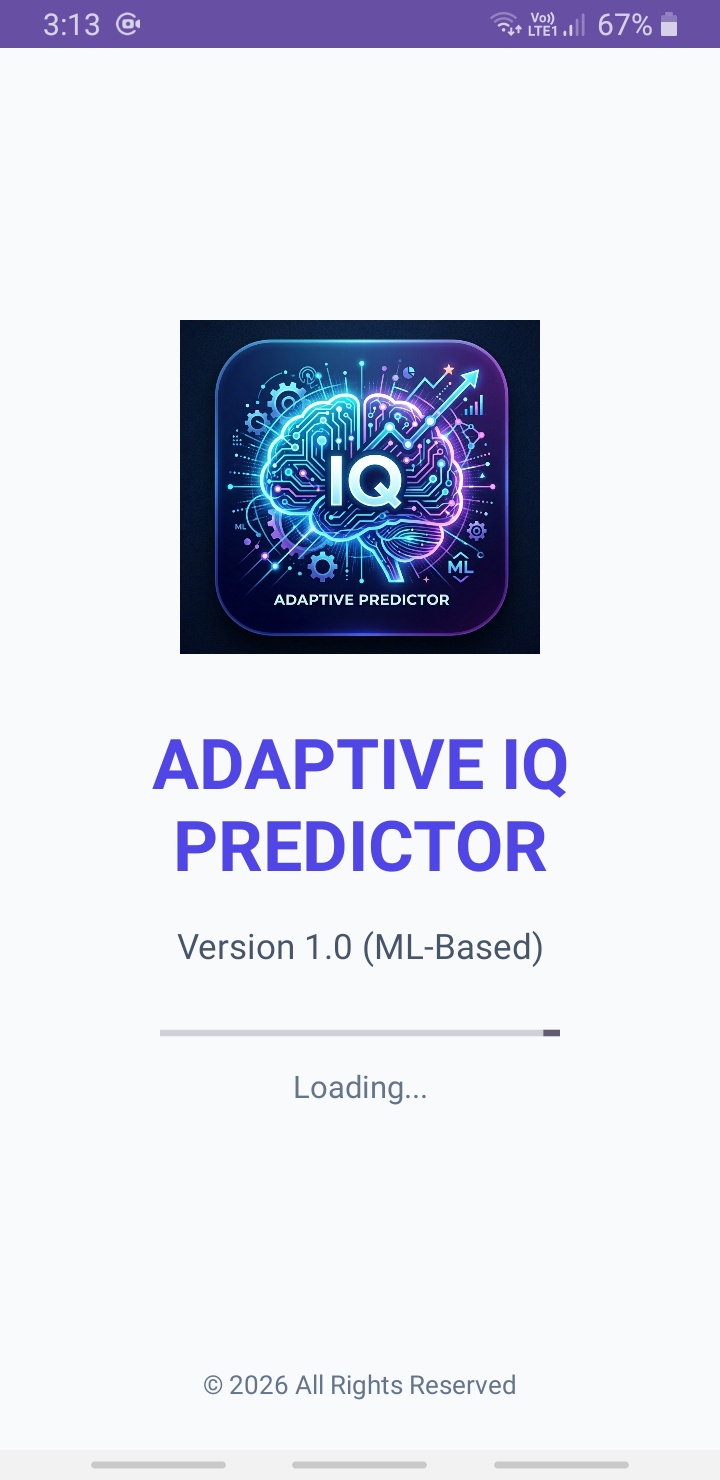 3:13
Vo))
LTE1
67%
ML
IQ
ML
ADAPTIVE PREDICTOR
ADAPTIVE IQ
PREDICTOR
Version 1.0 (ML-Based)
Loading...
© 2026 All Rights Reserved